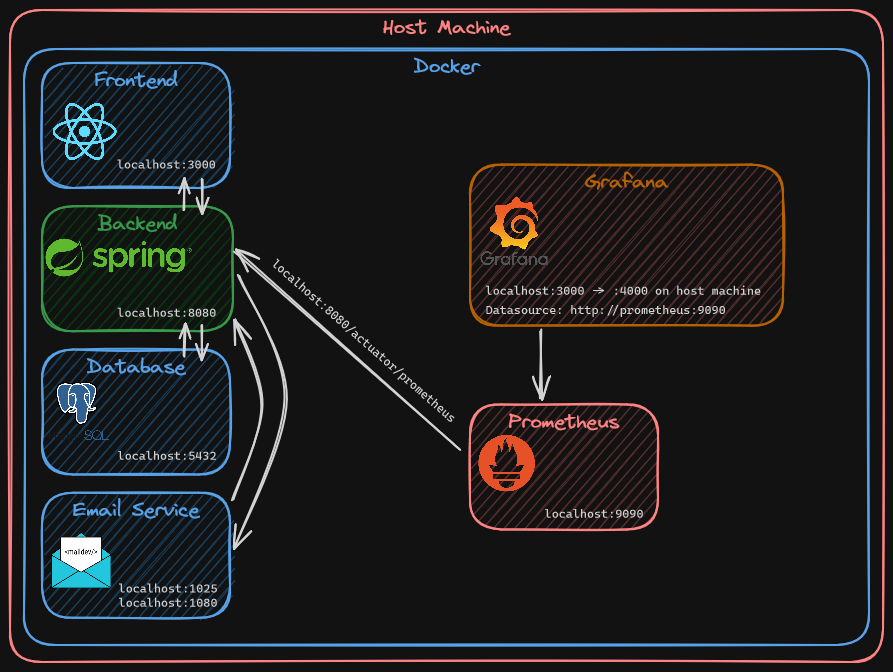 Host Machine
Docker
Frontend
localhost:3000
Backend
spring
localhost:8080
Database
SQL
localhost:5432
Email Service
<maildev/>
localhost:1025
localhost:1080
localhost:8080/actuator/prometheus
Grafana
Grafana
localhost:3000 → :4000 on host machine
Datasource: http://prometheus:9090
Prometheus
localhost:9090